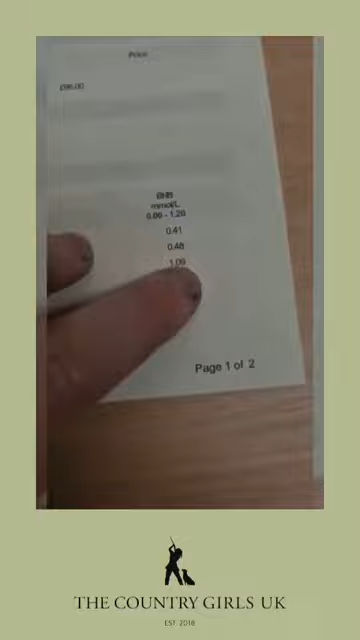 Price
£96.00
BHB
mmol/L
0.00 - 1.20
0.41
0.48
1.09
Page 1 of 2
THE COUNTRY GIRLS UK
EST. 2018